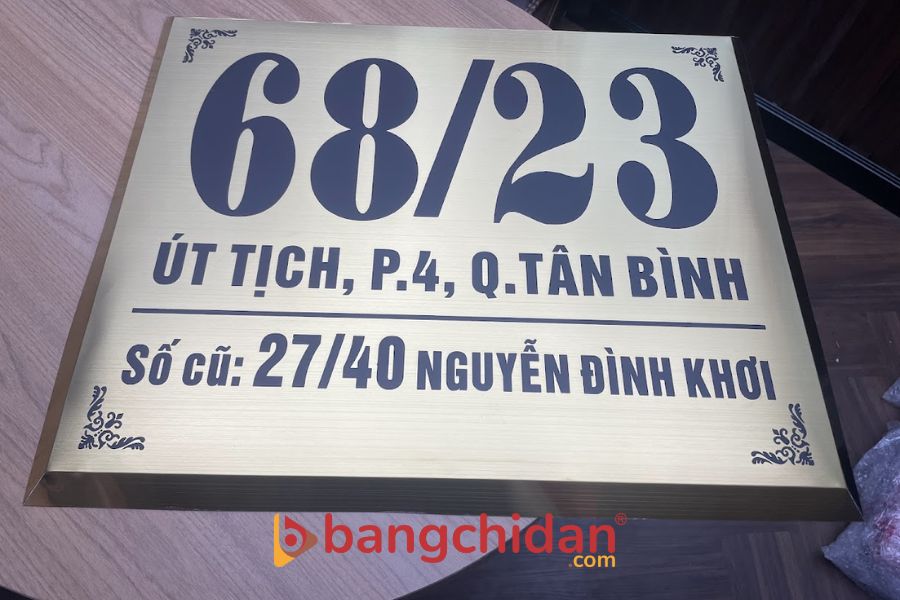 68/23
ÚT TỊCH, P.4, Q.TÂN BÌNH
Số cũ: 27/40 NGUYỄN ĐÌNH KHƠI
bangchidan®
.com